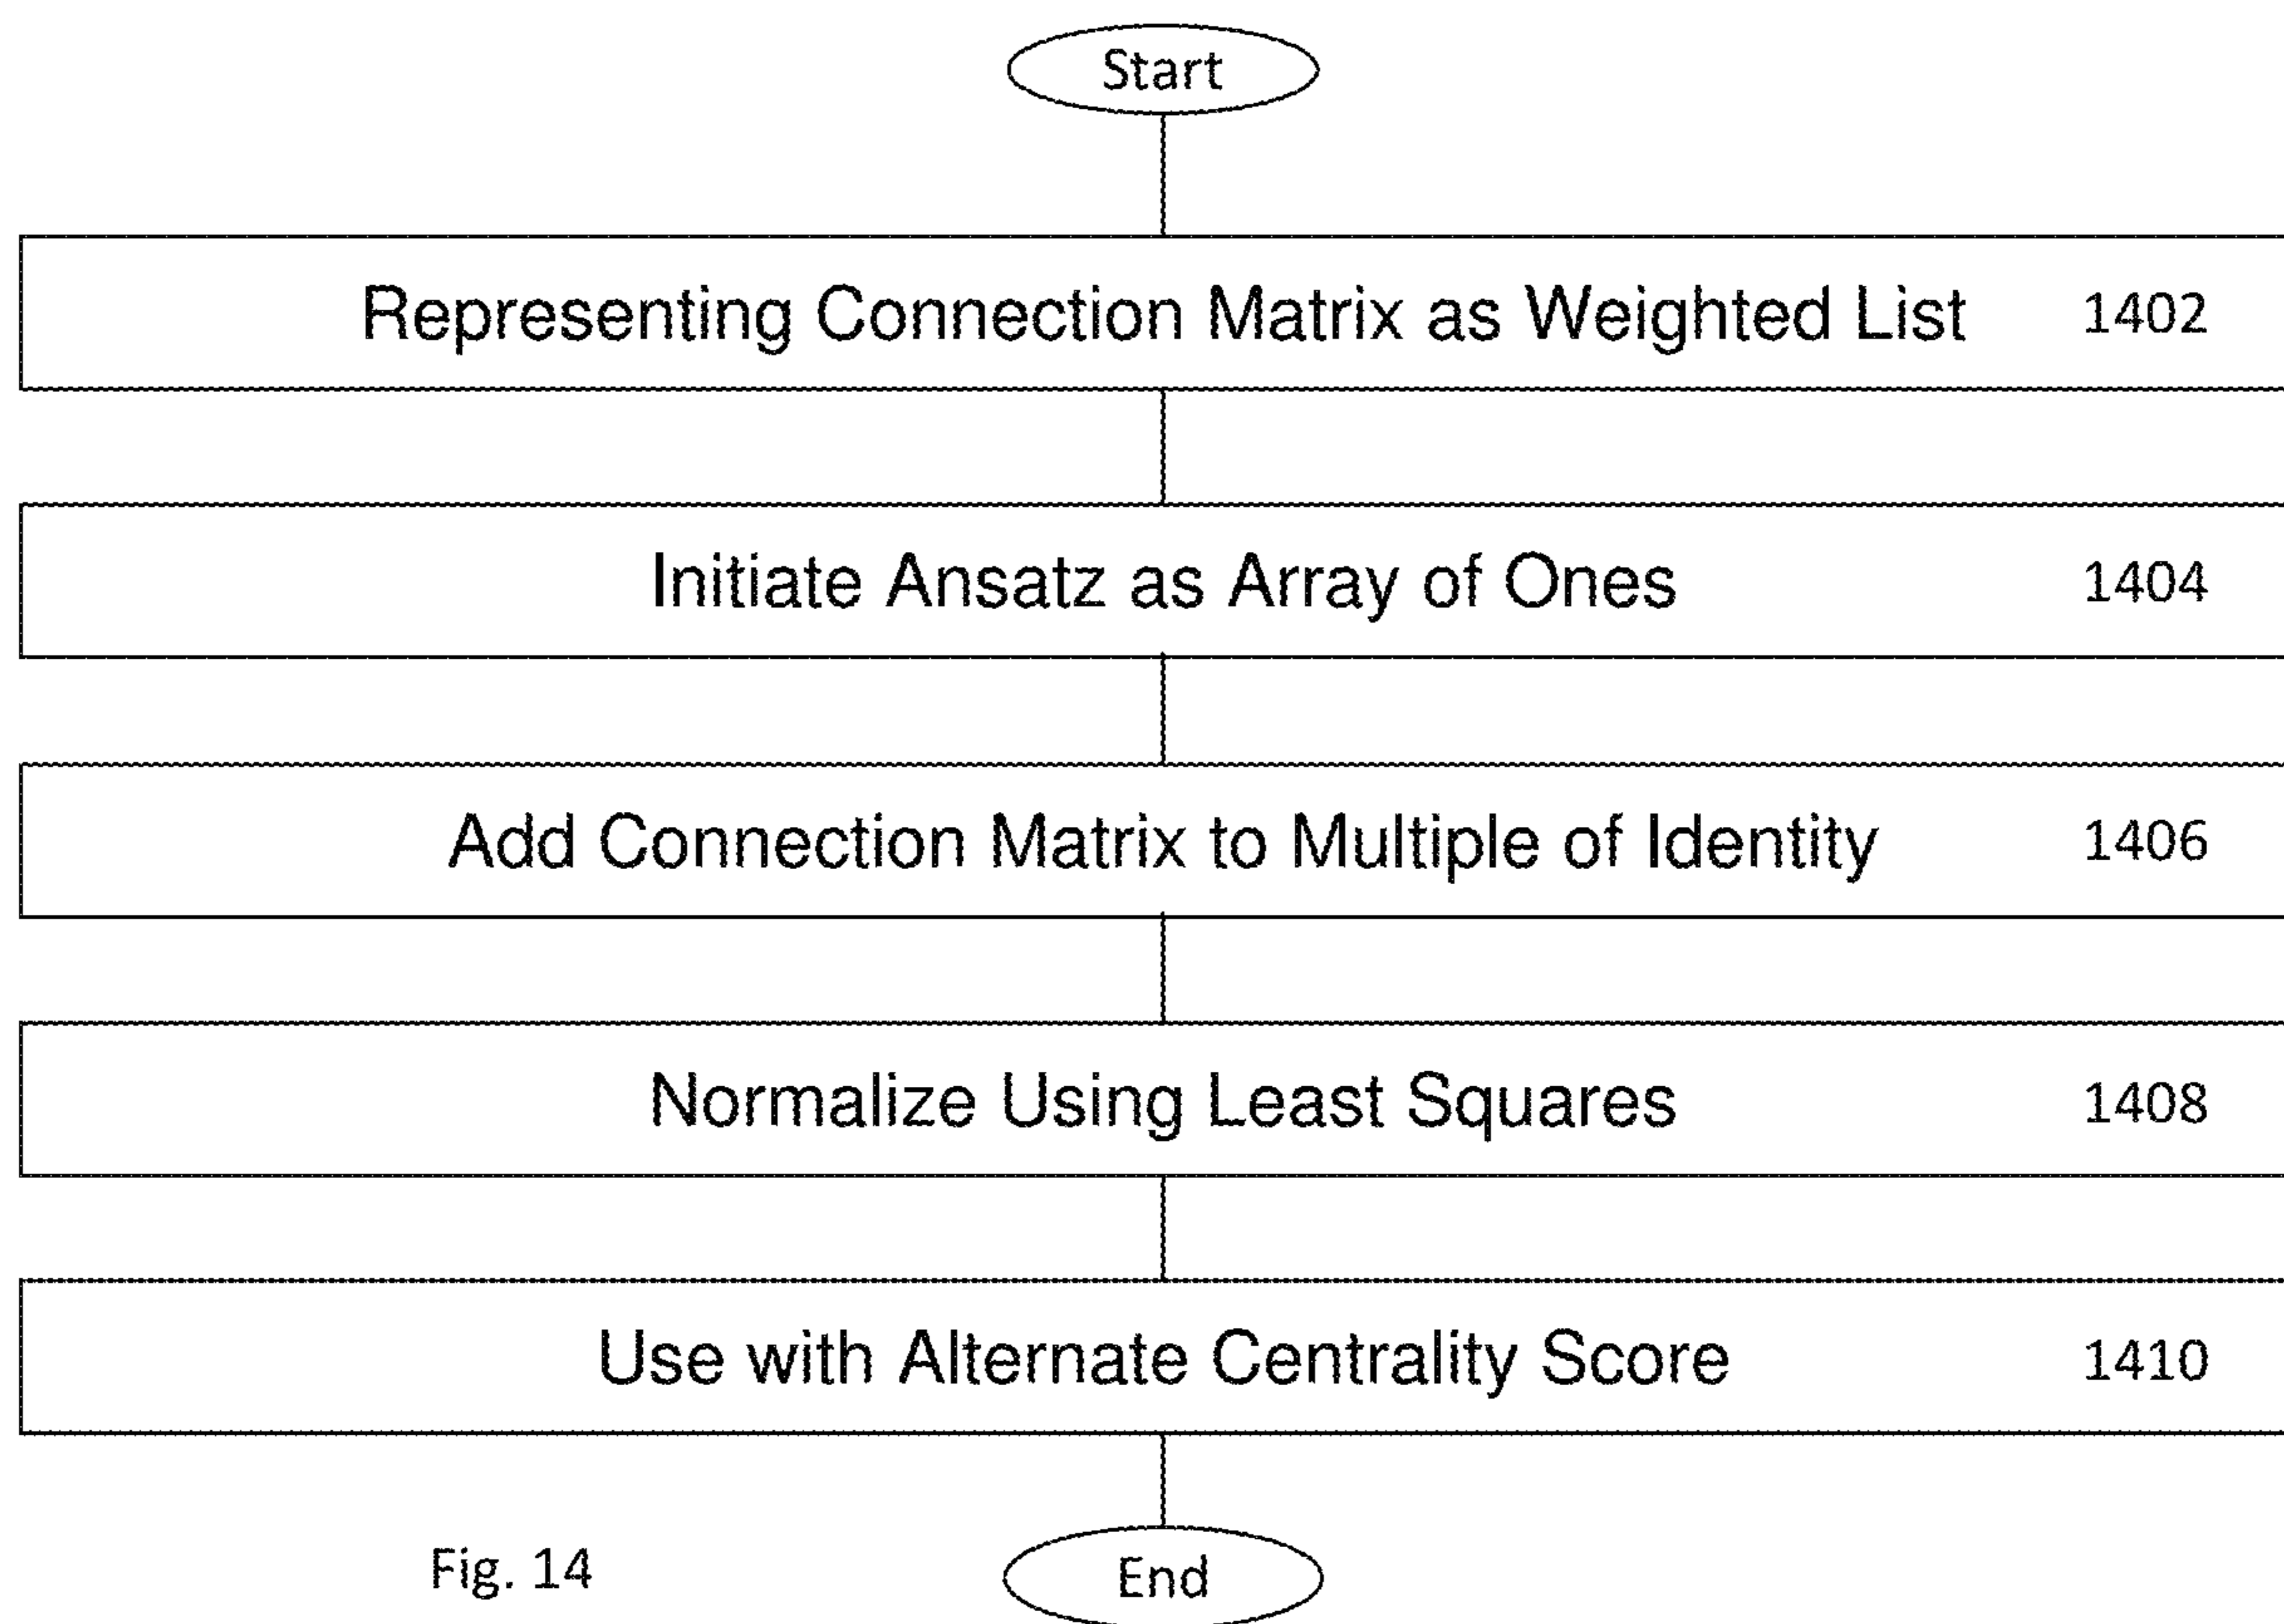 Start
Representing Connection Matrix as Weighted List 1402
Initiate Ansatz as Array of Ones 1404
Add Connection Matrix to Multiple of Identity 1406
Normalize Using Least Squares 1408
Use with Alternate Centrality Score 1410
Fig. 14
End